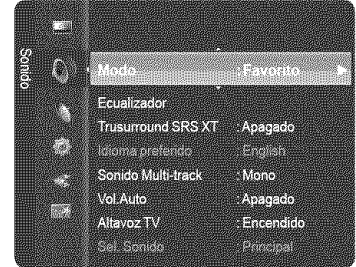 Sonido
Modo : Favorito
Ecualizador
Trusurround SRS XT : Apagado
Idioma preferido : English
Sonido Multi-track : Mono
Vol.Auto : Apagado
Altavoz TV : Encendido
Sel. Sonido : Principal